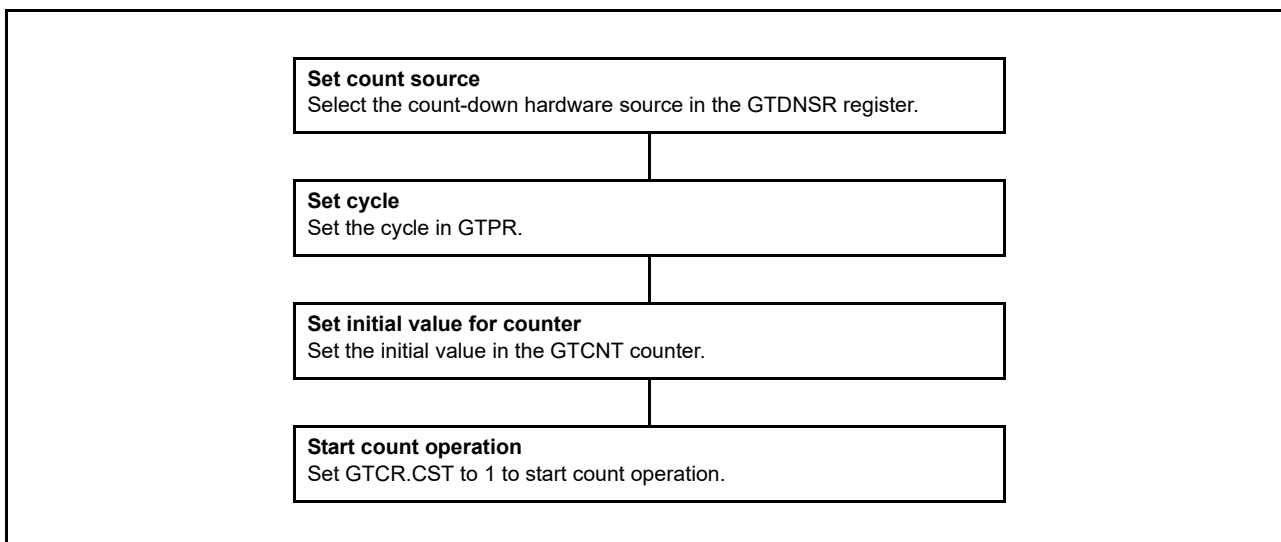 Set count source
Select the count-down hardware source in the GTDNSR register.
Set cycle
Set the cycle in GTPR.
Set initial value for counter
Set the initial value in the GTCNT counter.
Start count operation
Set GTCR.CST to 1 to start count operation.